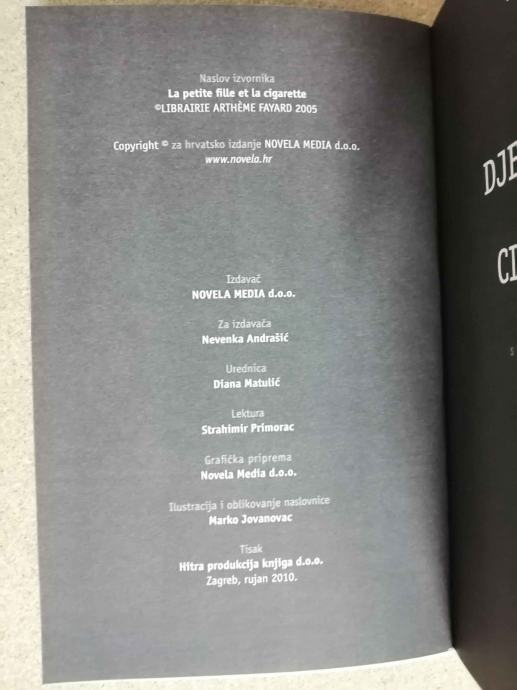 Naslov izvornika
La petite fille et la cigarette
©LIBRAIRIE ARTHÈME FAYARD 2005
Copyright © za hrvatsko izdanje NOVELA MEDIA d.o.o.
www.novela.hr
Izdavač
NOVELA MEDIA d.o.o.
Za izdavača
Nevenka Andrašić
Urednica
Diana Matulić
Lektura
Strahimir Primorac
Grafička priprema
Novela Media d.o.o.
Ilustracija i oblikovanje naslovnice
Marko Jovanovac
Tisak
Hitra produkcija knjiga d.o.o.
Zagreb, rujan 2010.
DJE